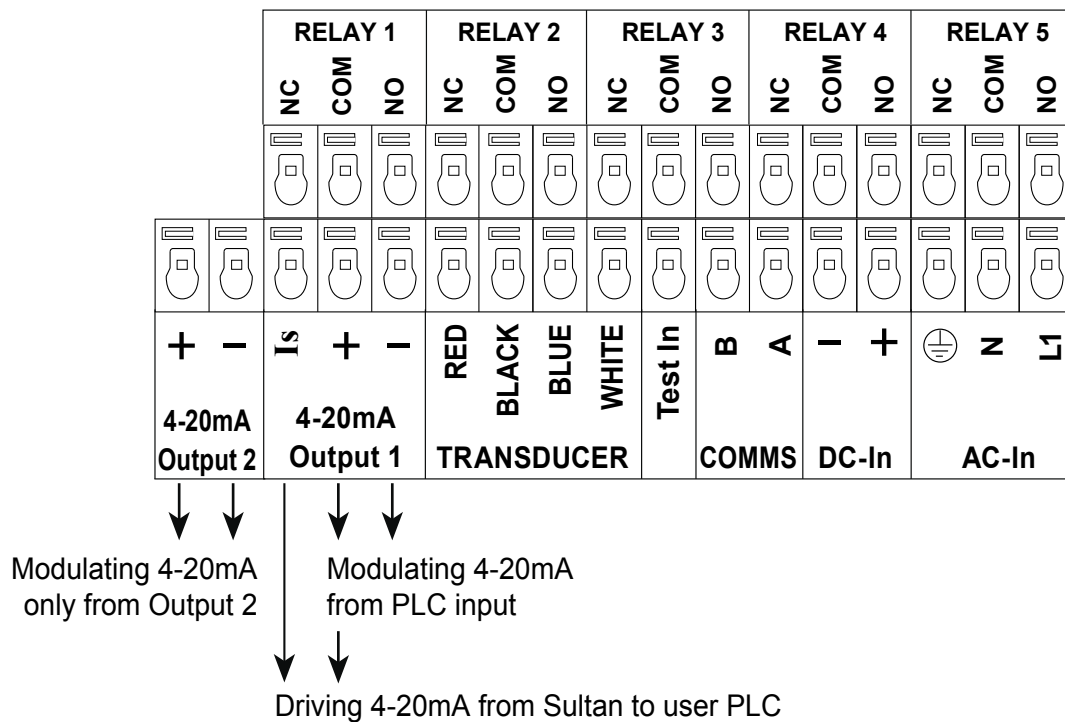 RELAY 1 RELAY 2 RELAY 3 RELAY 4 RELAY 5
NC COM NO NC COM NO NC COM NO NC COM NO NC COM NO
+ − Is + − RED BLACK BLUE WHITE Test In B A − + N L1
4-20mA 4-20mA
Output 2 Output 1 TRANSDUCER COMMS DC-In AC-In
Modulating 4-20mA Modulating 4-20mA
only from Output 2 from PLC input
Driving 4-20mA from Sultan to user PLC